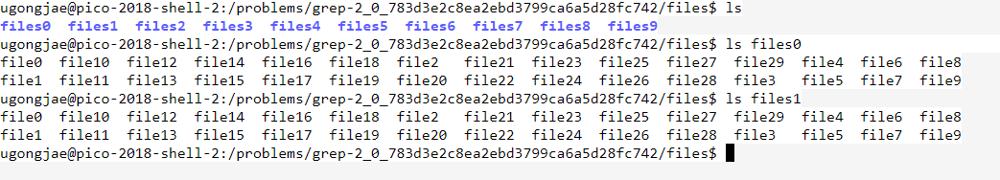 ugongjae@pico-2018-shell-2:/problems/grep-2_0_783d3e2c8ea2ebd3799ca6a5d28fc742/files$ ls
files0 files1 files2 files3 files4 files5 files6 files7 files8 files9
ugongjae@pico-2018-shell-2:/problems/grep-2_0_783d3e2c8ea2ebd3799ca6a5d28fc742/files$ ls files0
file0 file10 file12 file14 file16 file18 file2 file21 file23 file25 file27 file29 file4 file6 file8
file1 file11 file13 file15 file17 file19 file20 file22 file24 file26 file28 file3 file5 file7 file9
ugongjae@pico-2018-shell-2:/problems/grep-2_0_783d3e2c8ea2ebd3799ca6a5d28fc742/files$ ls files1
file0 file10 file12 file14 file16 file18 file2 file21 file23 file25 file27 file29 file4 file6 file8
file1 file11 file13 file15 file17 file19 file20 file22 file24 file26 file28 file3 file5 file7 file9
ugongjae@pico-2018-shell-2:/problems/grep-2_0_783d3e2c8ea2ebd3799ca6a5d28fc742/files$